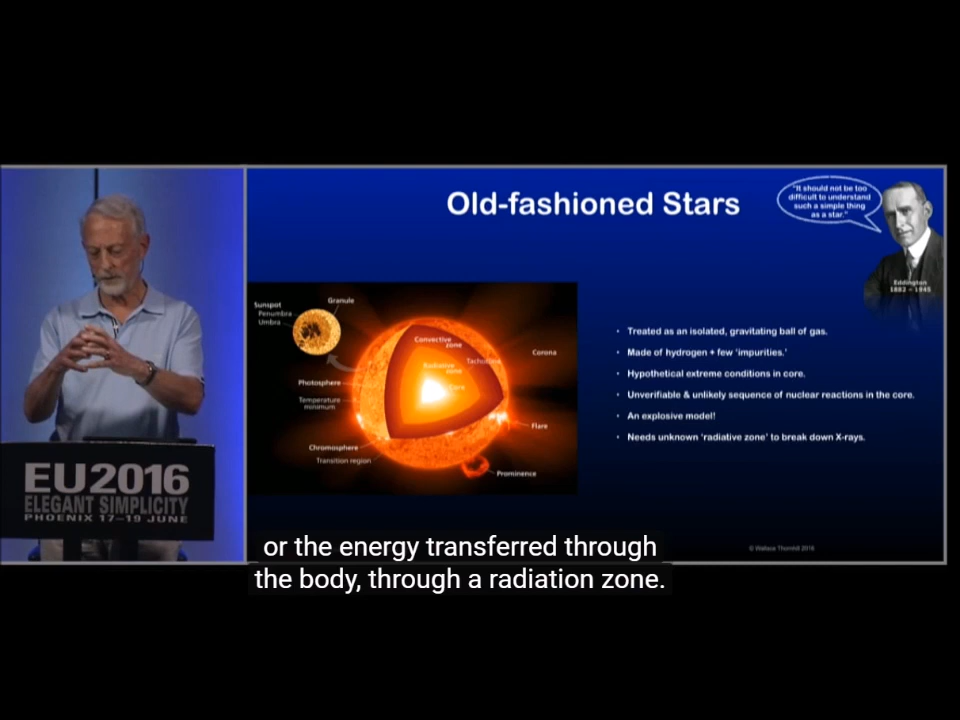 Old-fashioned Stars
"It should not be too
difficult to understand
such a simple thing
as a star."
Eddington
1882 – 1945
Sunspot
Penumbra
Umbra
Granule
Convective
zone
Radiative
zone
Tachocline
Core
Corona
Photosphere
Temperature
minimum
Flare
Chromosphere
Transition region
Prominence
• Treated as an isolated, gravitating ball of gas.
• Made of hydrogen + few 'impurities.'
• Hypothetical extreme conditions in core.
• Unverifiable & unlikely sequence of nuclear reactions in the core.
• An explosive model!
• Needs unknown 'radiative zone' to break down X-rays.
© Wallace Thornhill 2016
EU2016
ELEGANT SIMPLICITY
PHOENIX 17–19 JUNE
or the energy transferred through
the body, through a radiation zone.